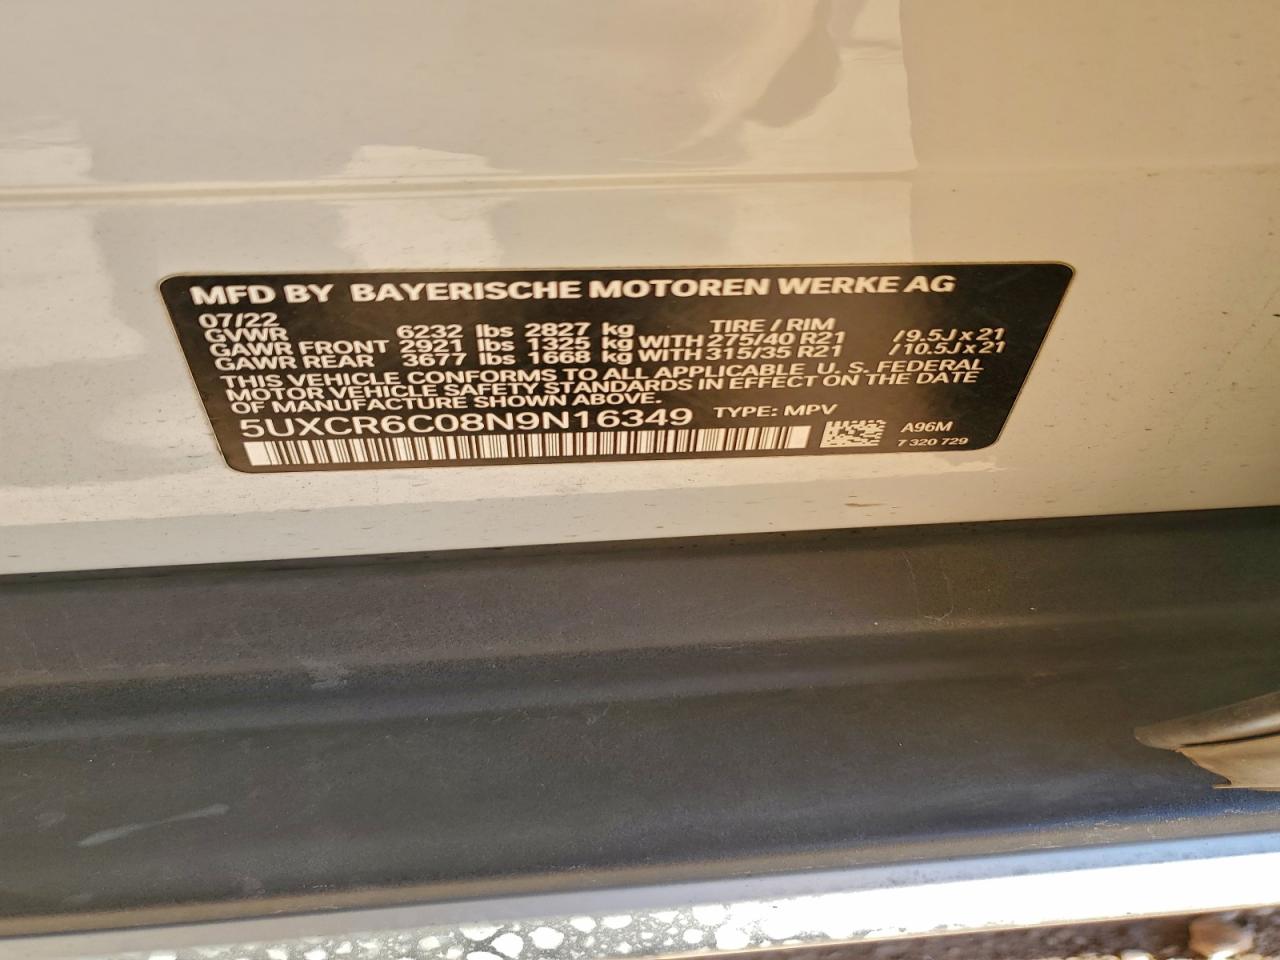 MFD BY BAYERISCHE MOTOREN WERKE AG
07/22 TIRE / RIM
GVWR 6232 lbs 2827 kg
GAWR FRONT 2921 lbs 1325 kg WITH 275/40 R21 /9.5J x 21
GAWR REAR 3677 lbs 1668 kg WITH 315/35 R21 /10.5J x 21
THIS VEHICLE CONFORMS TO ALL APPLICABLE U.S. FEDERAL
MOTOR VEHICLE SAFETY STANDARDS IN EFFECT ON THE DATE
OF MANUFACTURE SHOWN ABOVE.
5UXCR6C08N9N16349 TYPE: MPV
A96M
7 320 729